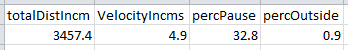 totalDistIncm VelocityIncms percPause percOutside
3457.4 4.9 32.8 0.9